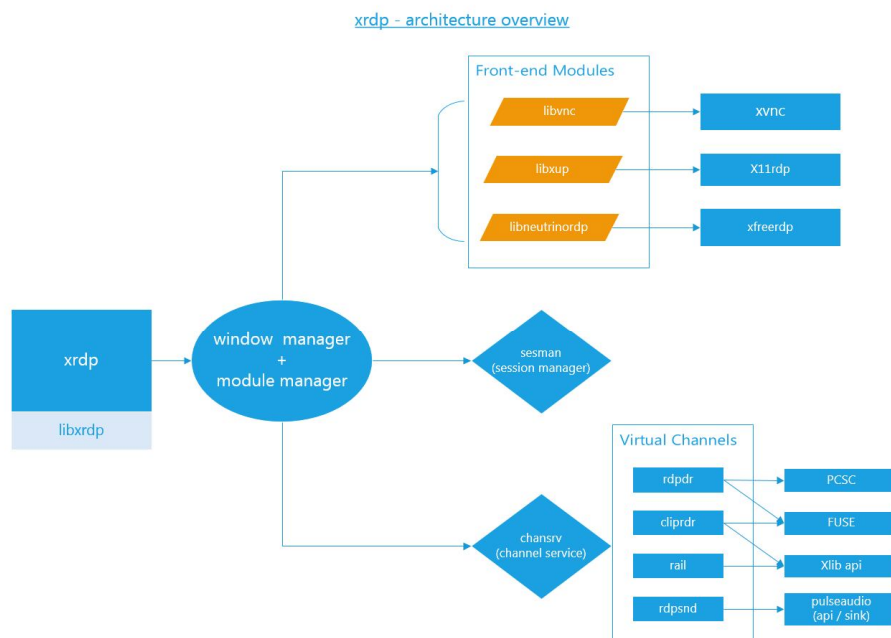 xrdp - architecture overview
Front-end Modules
libvnc
xvnc
libxup
X11rdp
libneutrinordp
xfreerdp
xrdp
libxrdp
window manager
+
module manager
sesman
(session manager)
chansrv
(channel service)
Virtual Channels
rdpdr
PCSC
cliprdr
FUSE
rail
Xlib api
rdpsnd
pulseaudio
(api / sink)